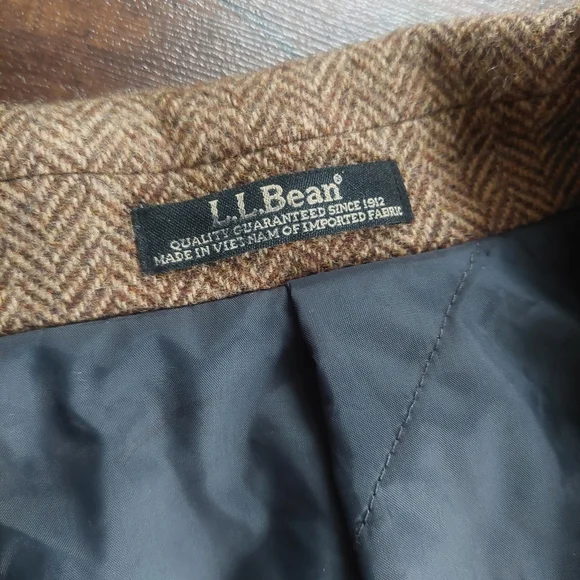 L.L.Bean®
QUALITY GUARANTEED SINCE 1912
MADE IN VIETNAM OF IMPORTED FABRIC